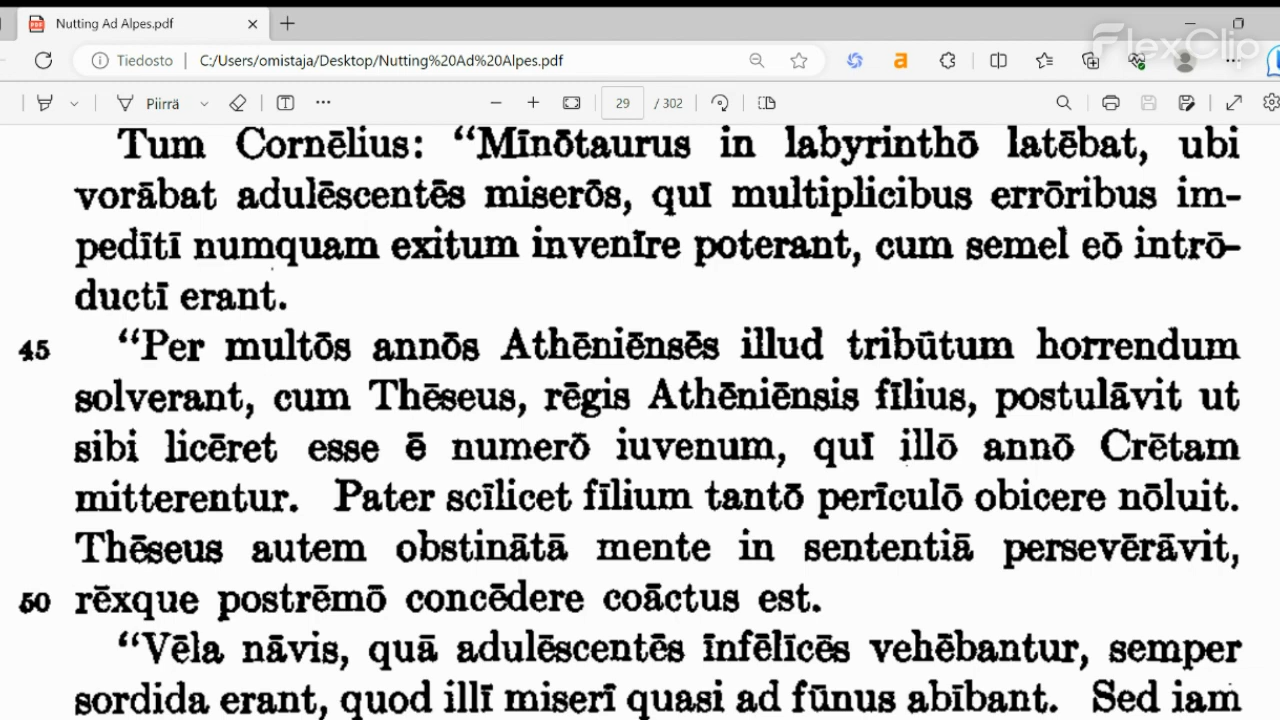 Nutting Ad Alpes.pdf
FlexClip
Tiedosto C:/Users/omistaja/Desktop/Nutting%20Ad%20Alpes.pdf
Piirrä 29 / 302
Tum Cornēlius: “Mīnōtaurus in labyrinthō latēbat, ubi
vorābat adulēscentēs miserōs, quī multiplicibus errōribus im-
pedītī numquam exitum invenīre poterant, cum semel eō intrō-
ductī erant.
45 “Per multōs annōs Athēniēnsēs illud tribūtum horrendum
solverant, cum Thēseus, rēgis Athēniēnsis fīlius, postulāvit ut
sibi licēret esse ē numerō iuvenum, quī illō annō Crētam
mitterentur. Pater scīlicet fīlium tantō perīculō obicere nōluit.
Thēseus autem obstinātā mente in sententiā persevērāvit,
50 rēxque postrēmō concēdere coāctus est.
“Vēla nāvis, quā adulēscentēs īnfēlīcēs vehēbantur, semper
sordida erant, quod illī miserī quasi ad fūnus abībant. Sed iam